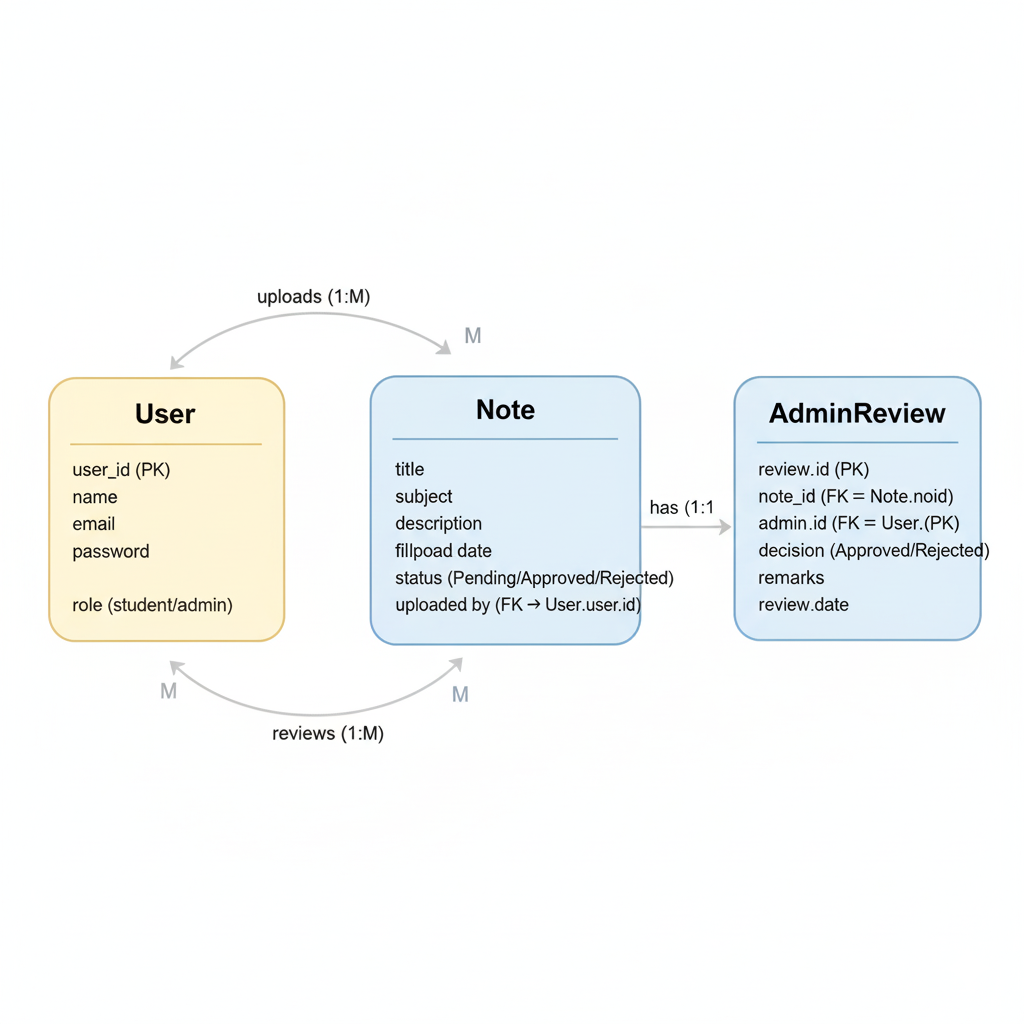 uploads (1:M)
M
User
user_id (PK)
name
email
password
role (student/admin)
Note
title
subject
description
fillpoad date
status (Pending/Approved/Rejected)
uploaded by (FK → User.user.id)
has (1:1
AdminReview
review.id (PK)
note_id (FK = Note.noid)
admin.id (FK = User.(PK)
decision (Approved/Rejected)
remarks
review.date
M
M
reviews (1:M)